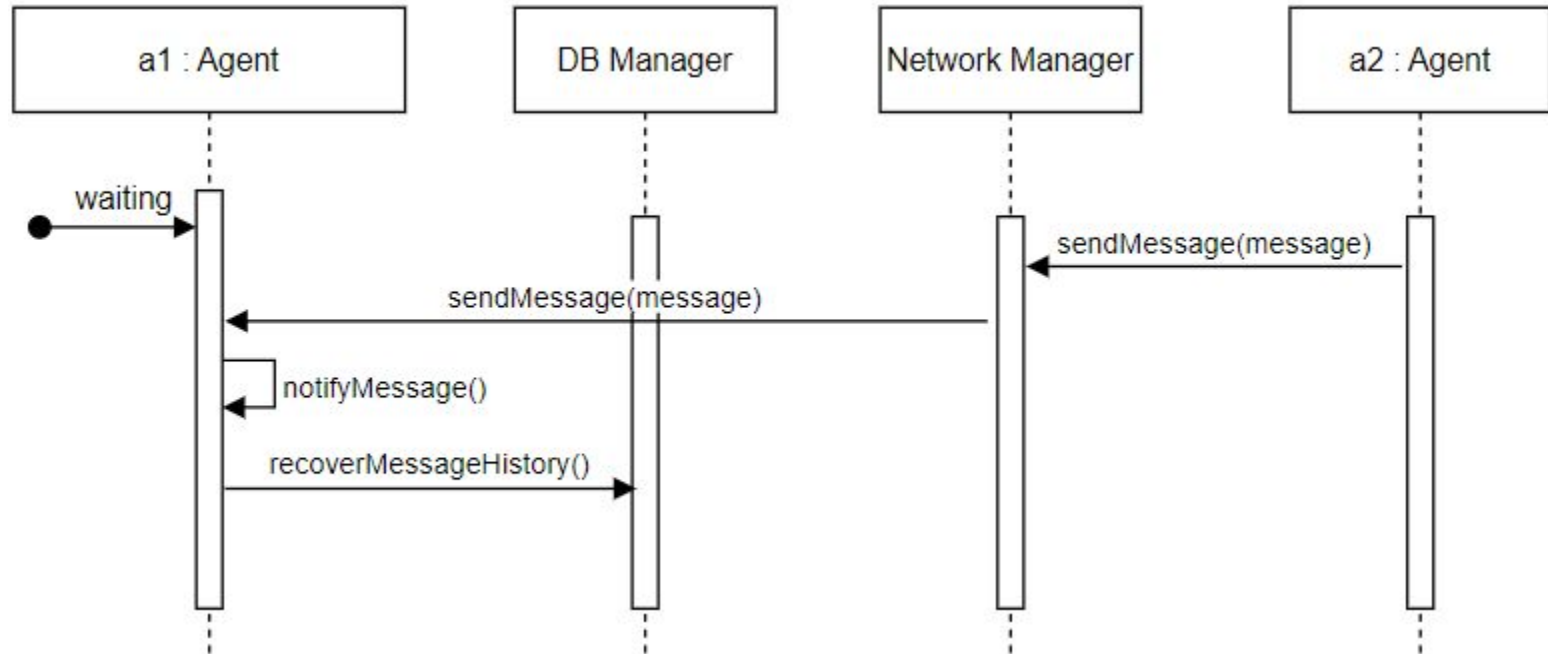 a1 : Agent
DB Manager
Network Manager
a2 : Agent
waiting
sendMessage(message)
sendMessage(message)
notifyMessage()
recoverMessageHistory()